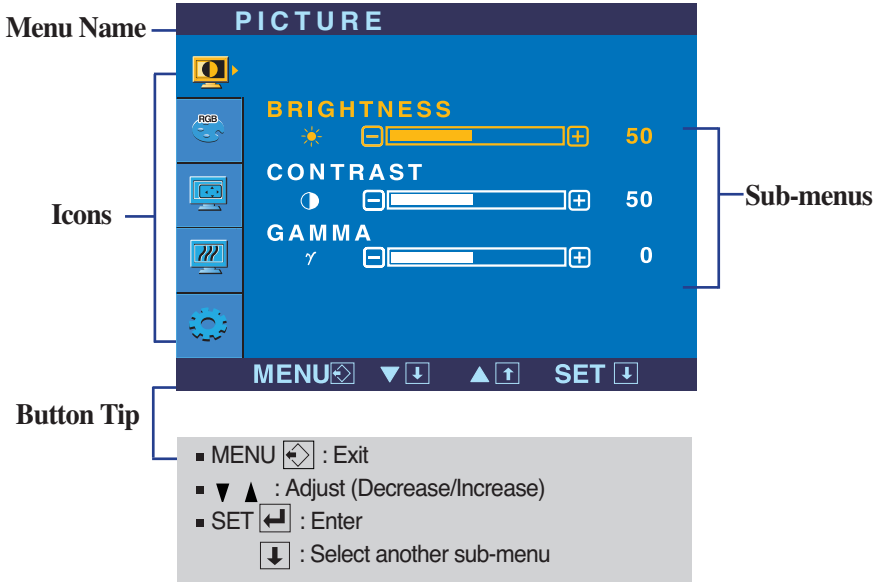 Menu Name
PICTURE
RGB
BRIGHTNESS
50
CONTRAST
50
Icons
Sub-menus
GAMMA
γ
0
MENU ▼ ↓ ▲ ↑ SET ↓
Button Tip
▪ MENU : Exit
▪ ▼ ▲ : Adjust (Decrease/Increase)
▪ SET ↵ : Enter
↓ : Select another sub-menu